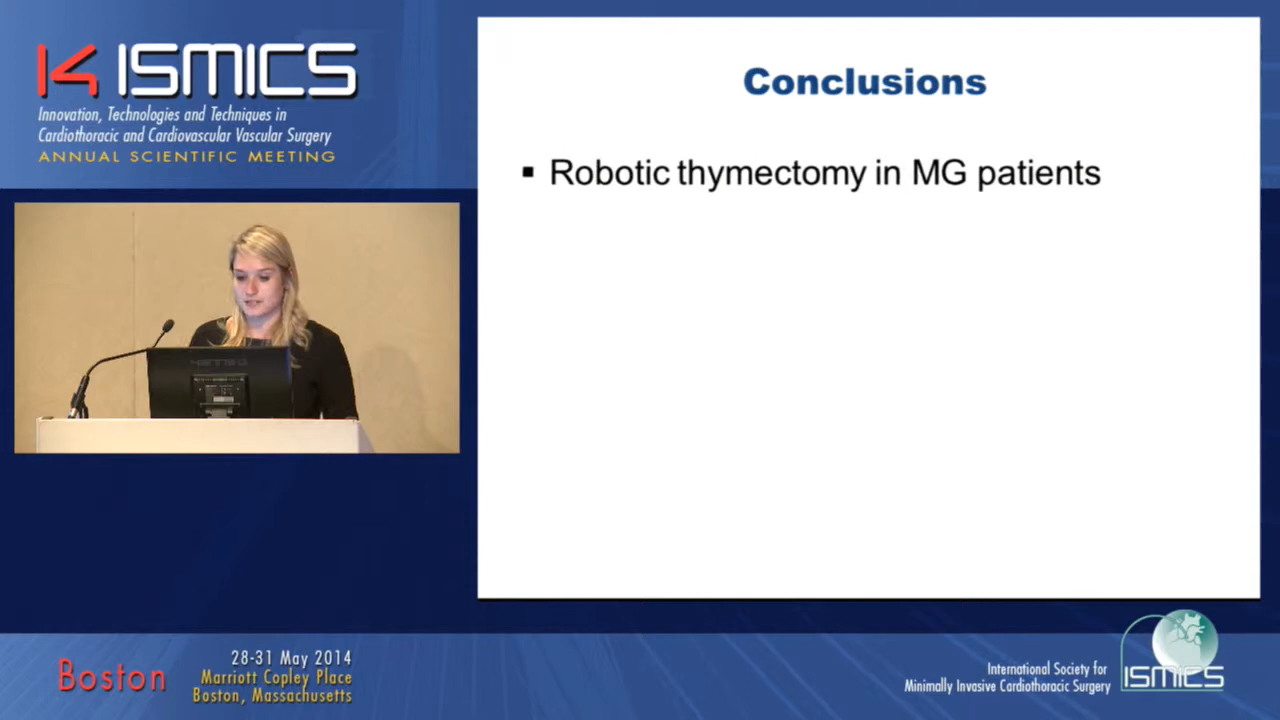 14 ISMICS
Innovation, Technologies and Techniques in
Cardiothoracic and Cardiovascular Vascular Surgery
ANNUAL SCIENTIFIC MEETING
Conclusions
▪ Robotic thymectomy in MG patients
Boston
28-31 May 2014
Marriott Copley Place
Boston, Massachusetts
International Society for
Minimally Invasive Cardiothoracic Surgery
ISMICS